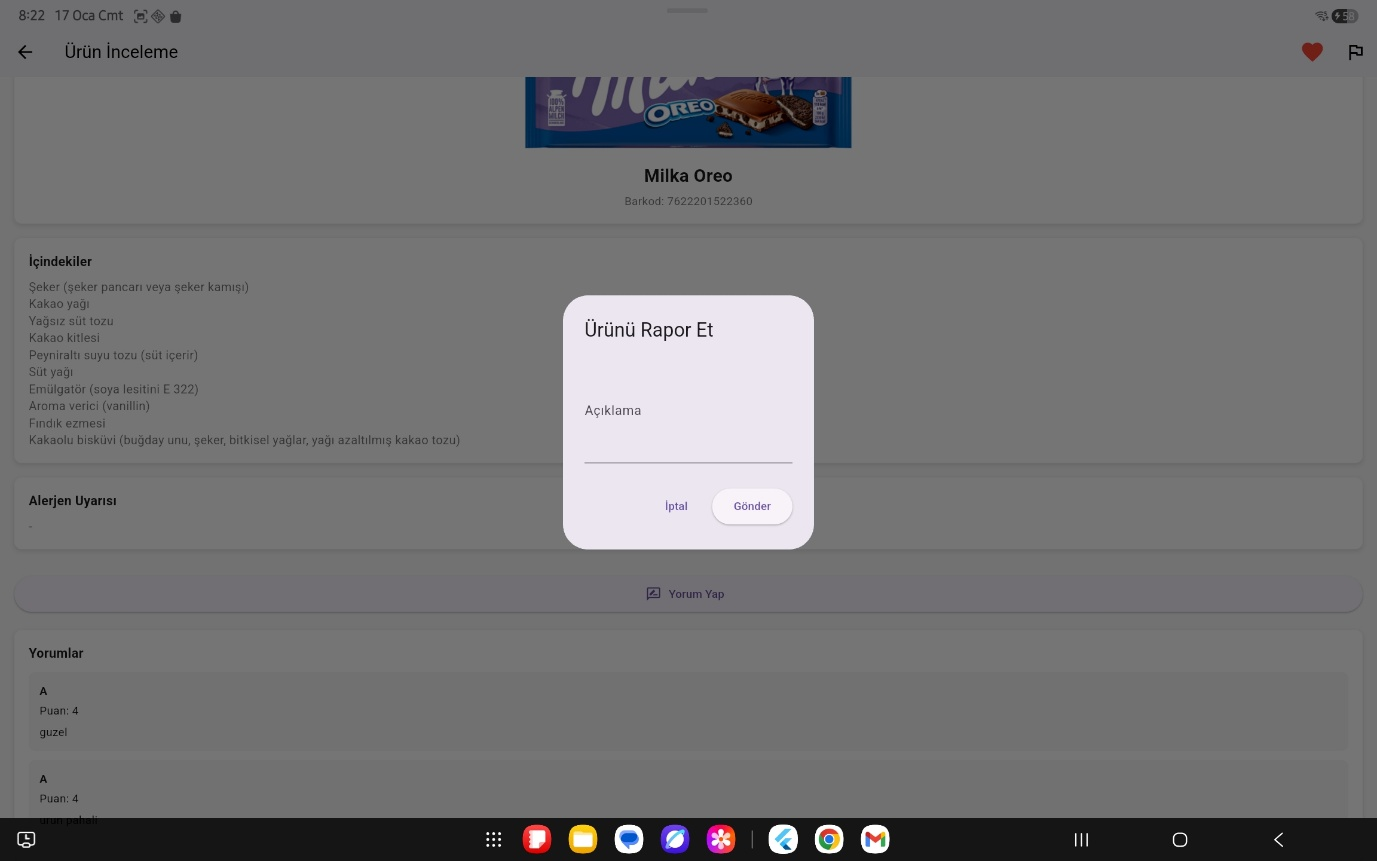 8:22 17 Oca Cmt
Ürün İnceleme
OREO
Milka Oreo
Barkod: 7622201522360
İçindekiler
Şeker (şeker pancarı veya şeker kamışı)
Kakao yağı
Yağsız süt tozu
Kakao kitlesi
Peyniraltı suyu tozu (süt içerir)
Süt yağı
Emülgatör (soya lesitini E 322)
Aroma verici (vanillin)
Fındık ezmesi
Kakaolu bisküvi (buğday unu, şeker, bitkisel yağlar, yağı azaltılmış kakao tozu)
Ürünü Rapor Et
Açıklama
İptal Gönder
Alerjen Uyarısı
-
Yorum Yap
Yorumlar
A
Puan: 4
guzel
A
Puan: 4
urun pahali